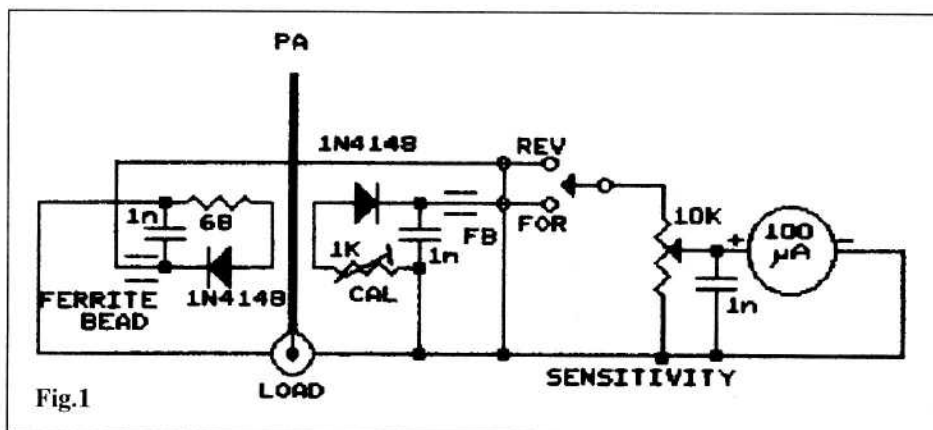 PA
1N4148
REV
1n
68
FOR
10K
FB
1n
1K
CAL
+
100
µA
−
1n
FERRITE
BEAD
1N4148
LOAD
SENSITIVITY
Fig.1